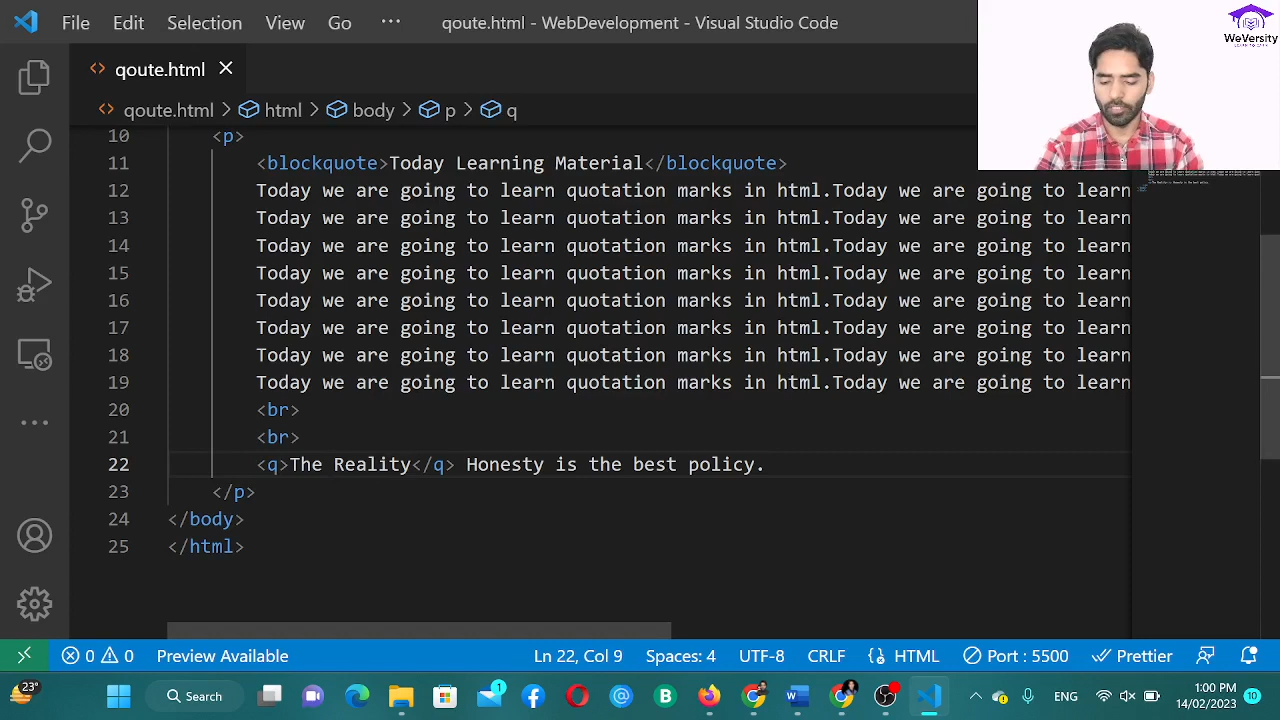 File Edit Selection View Go ··· qoute.html - WebDevelopment - Visual Studio Code
WeVersity
LEARN TO EARN
qoute.html
qoute.html > html > body > p > q
10 <p>
11 <blockquote>Today Learning Material</blockquote>
12 Today we are going to learn quotation marks in html.Today we are going to learn
13 Today we are going to learn quotation marks in html.Today we are going to learn
14 Today we are going to learn quotation marks in html.Today we are going to learn
15 Today we are going to learn quotation marks in html.Today we are going to learn
16 Today we are going to learn quotation marks in html.Today we are going to learn
17 Today we are going to learn quotation marks in html.Today we are going to learn
18 Today we are going to learn quotation marks in html.Today we are going to learn
19 Today we are going to learn quotation marks in html.Today we are going to learn
20 <br>
21 <br>
22 <q>The Reality</q> Honesty is the best policy.
23 </p>
24 </body>
25 </html>
0 0 Preview Available Ln 22, Col 9 Spaces: 4 UTF-8 CRLF HTML Port : 5500 Prettier
23° Search 1 B W ENG 1:00 PM
14/02/2023 10